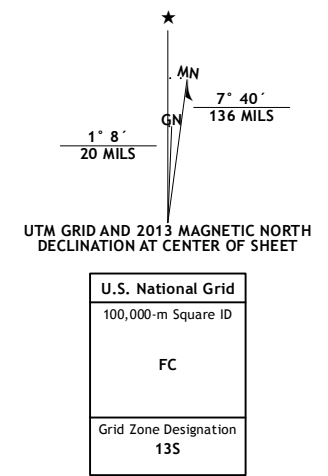 MN
7° 40´
136 MILS
GN
1° 8´
20 MILS
UTM GRID AND 2013 MAGNETIC NORTH
DECLINATION AT CENTER OF SHEET
U.S. National Grid
100,000-m Square ID
FC
Grid Zone Designation
13S